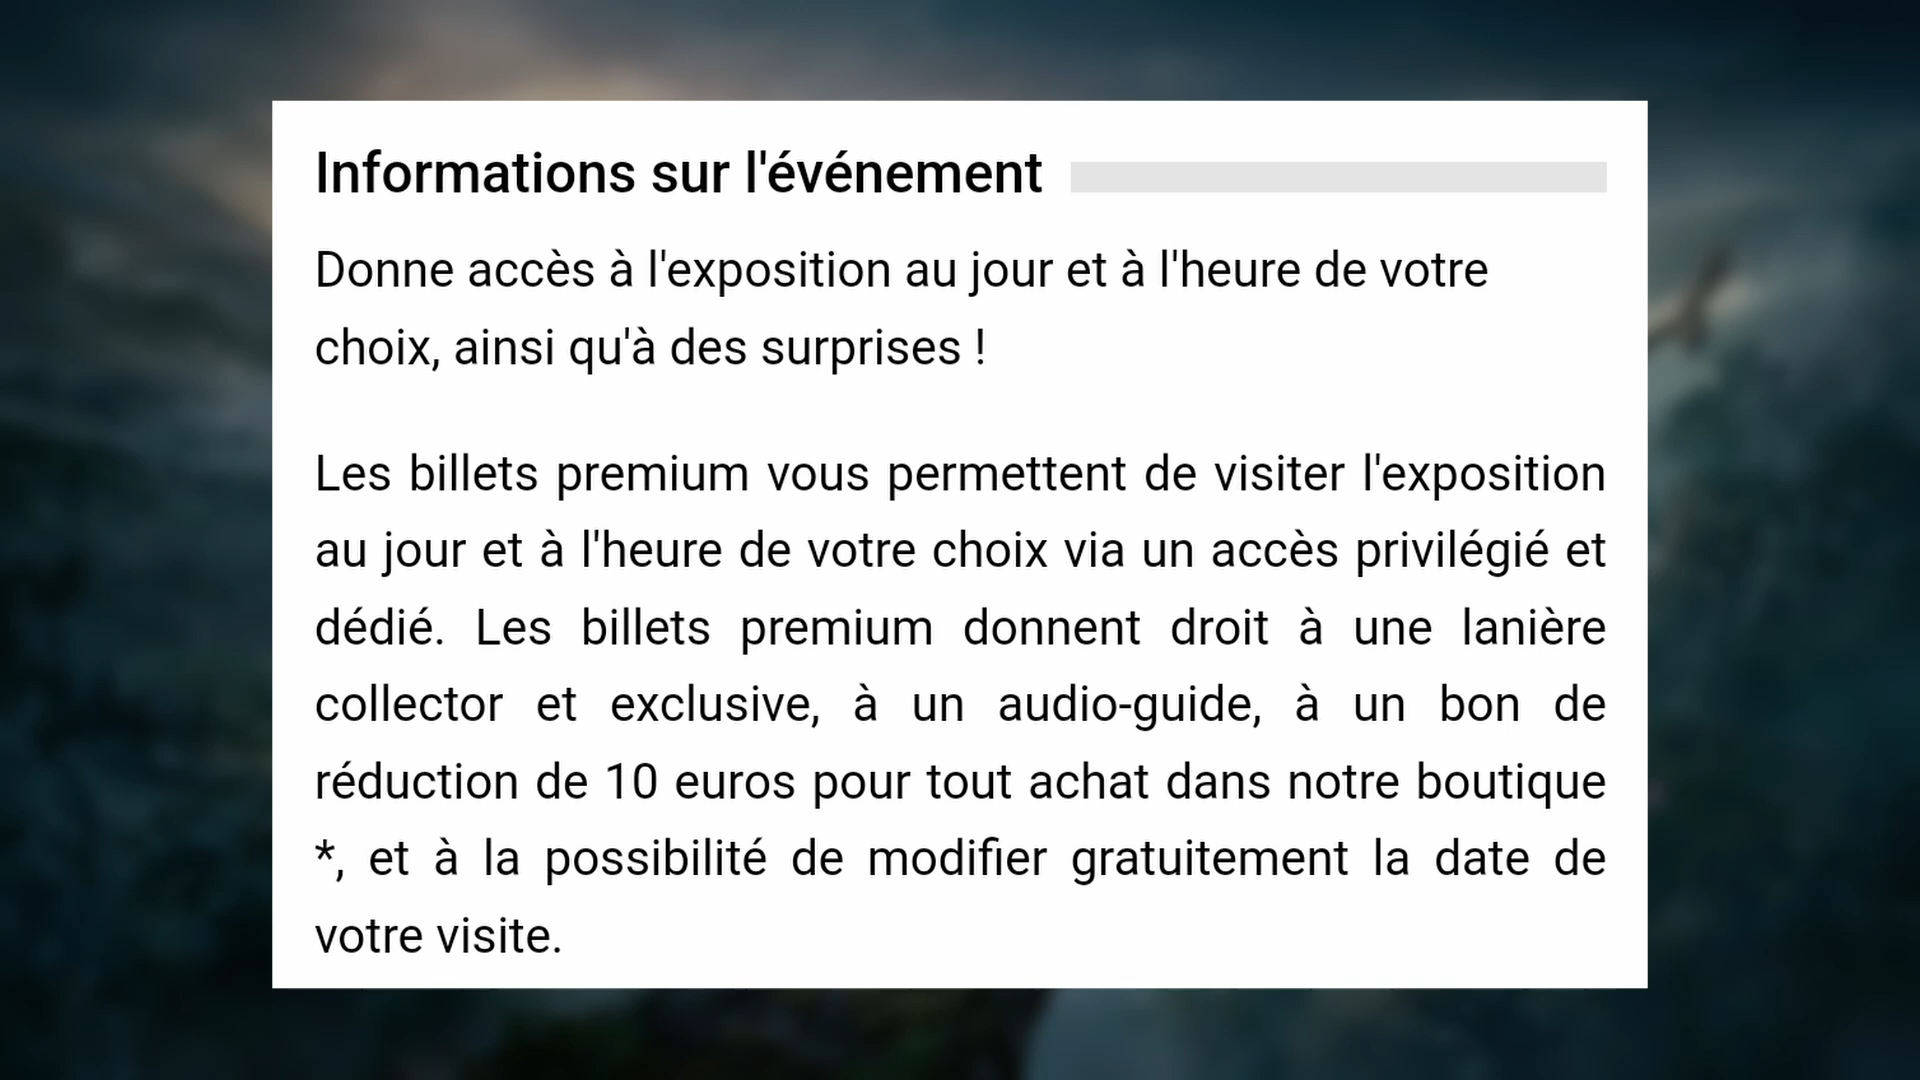 Informations sur l'événement
Donne accès à l'exposition au jour et à l'heure de votre
choix, ainsi qu'à des surprises !
Les billets premium vous permettent de visiter l'exposition
au jour et à l'heure de votre choix via un accès privilégié et
dédié. Les billets premium donnent droit à une lanière
collector et exclusive, à un audio-guide, à un bon de
réduction de 10 euros pour tout achat dans notre boutique
*, et à la possibilité de modifier gratuitement la date de
votre visite.